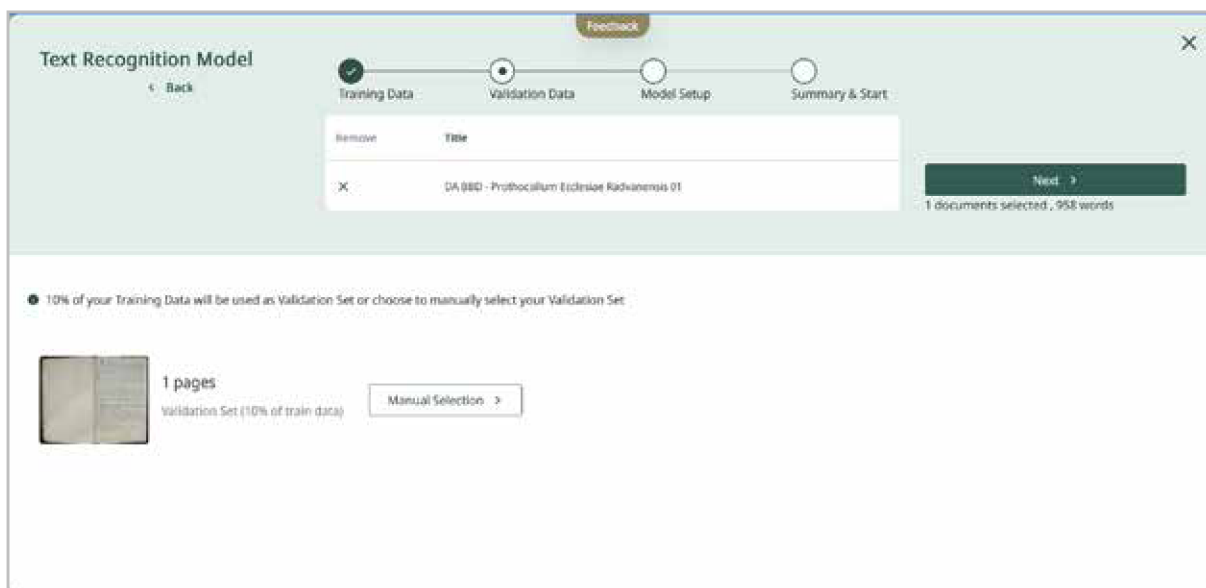 Feedback
Text Recognition Model
‹ Back
Training Data
Validation Data
Model Setup
Summary & Start
Remove Title
DA BBD - Prothocallum Ecclesiae Radvanensis 01
Next ›
1 documents selected , 958 words
10% of your Training Data will be used as Validation Set or choose to manually select your Validation Set
1 pages
Validation Set (10% of train data)
Manual Selection ›